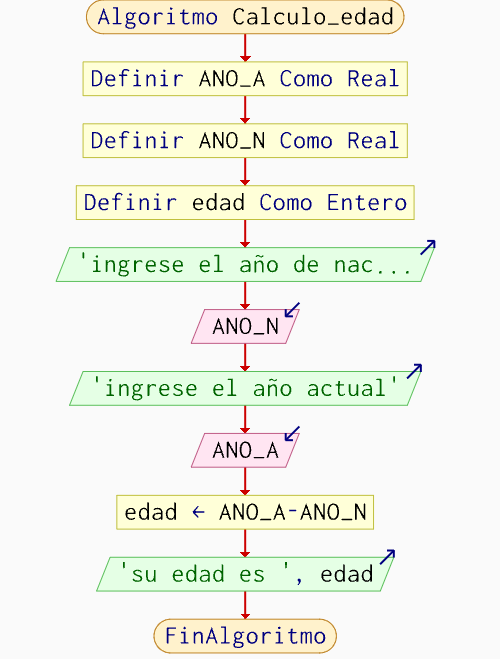 Algoritmo Calculo_edad
Definir ANO_A Como Real
Definir ANO_N Como Real
Definir edad Como Entero
'ingrese el año de nac...
ANO_N
'ingrese el año actual'
ANO_A
edad ← ANO_A-ANO_N
'su edad es ', edad
FinAlgoritmo